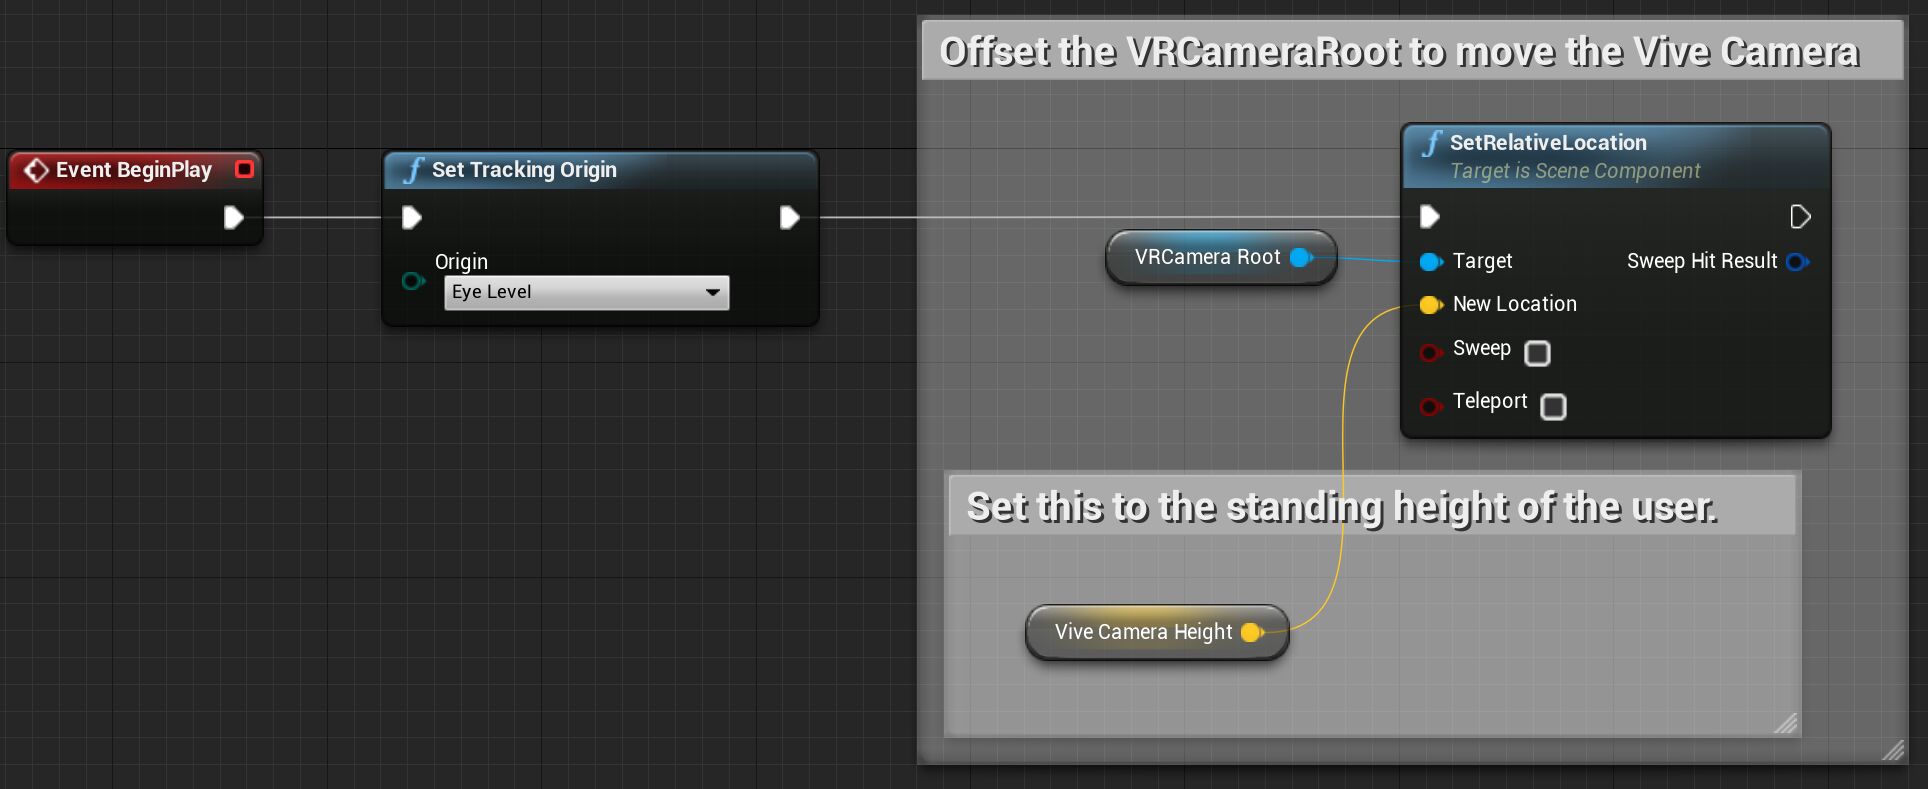 Offset the VRCameraRoot to move the Vive Camera
Event BeginPlay
Set Tracking Origin
Origin
Eye Level
VRCamera Root
SetRelativeLocation
Target is Scene Component
Target
Sweep Hit Result
New Location
Sweep
Teleport
Set this to the standing height of the user.
Vive Camera Height